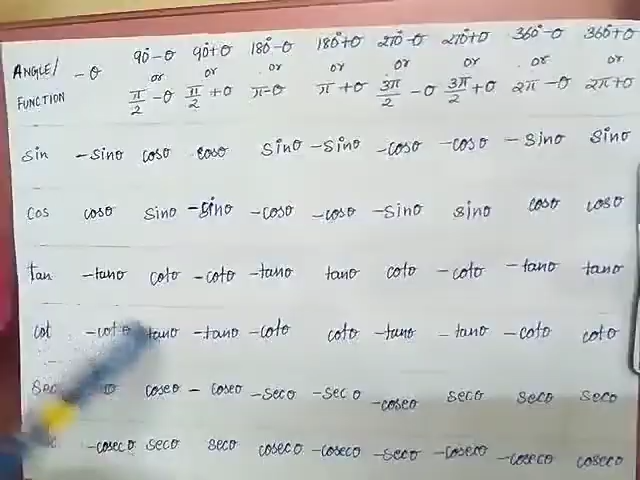 ANGLE/ FUNCTION -θ 90°-θ or π/2 -θ 90°+θ or π/2 +θ 180°-θ or π-θ 180°+θ or π+θ 270°-θ or 3π/2 -θ 270°+θ or 3π/2 +θ 360°-θ or 2π-θ 360°+θ or 2π+θ
sin -sinθ cosθ cosθ sinθ -sinθ -cosθ -cosθ -sinθ sinθ
cos cosθ sinθ -sinθ -cosθ -cosθ -sinθ sinθ cosθ cosθ
tan -tanθ cotθ -cotθ -tanθ tanθ cotθ -cotθ -tanθ tanθ
cot -cotθ tanθ -tanθ -cotθ cotθ -tanθ -tanθ -cotθ cotθ
sec cosecθ -cosecθ -secθ -secθ -cosecθ secθ secθ secθ
-cosecθ secθ secθ cosecθ -cosecθ -secθ -cosecθ -cosecθ cosecθ